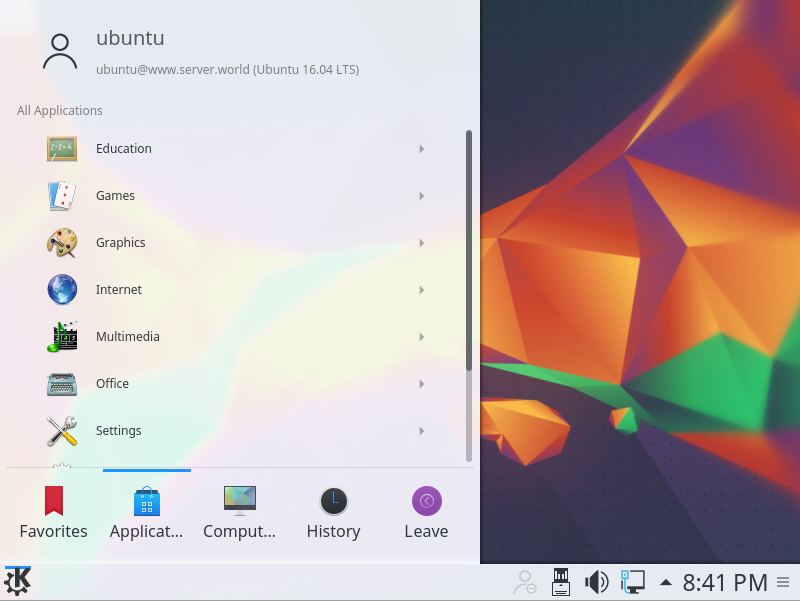 ubuntu
ubuntu@www.server.world (Ubuntu 16.04 LTS)
All Applications
Education
Games
Graphics
Internet
Multimedia
Office
Settings
Favorites Applicat... Comput... History Leave
8:41 PM